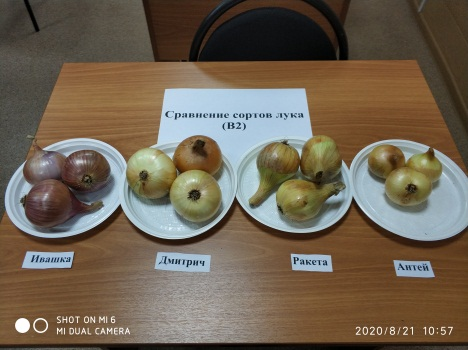 Сравнение сортов лука
(В2)
Ивашка
Дмитрич
Ракета
Антей
SHOT ON MI 6
MI DUAL CAMERA
2020/8/21 10:57